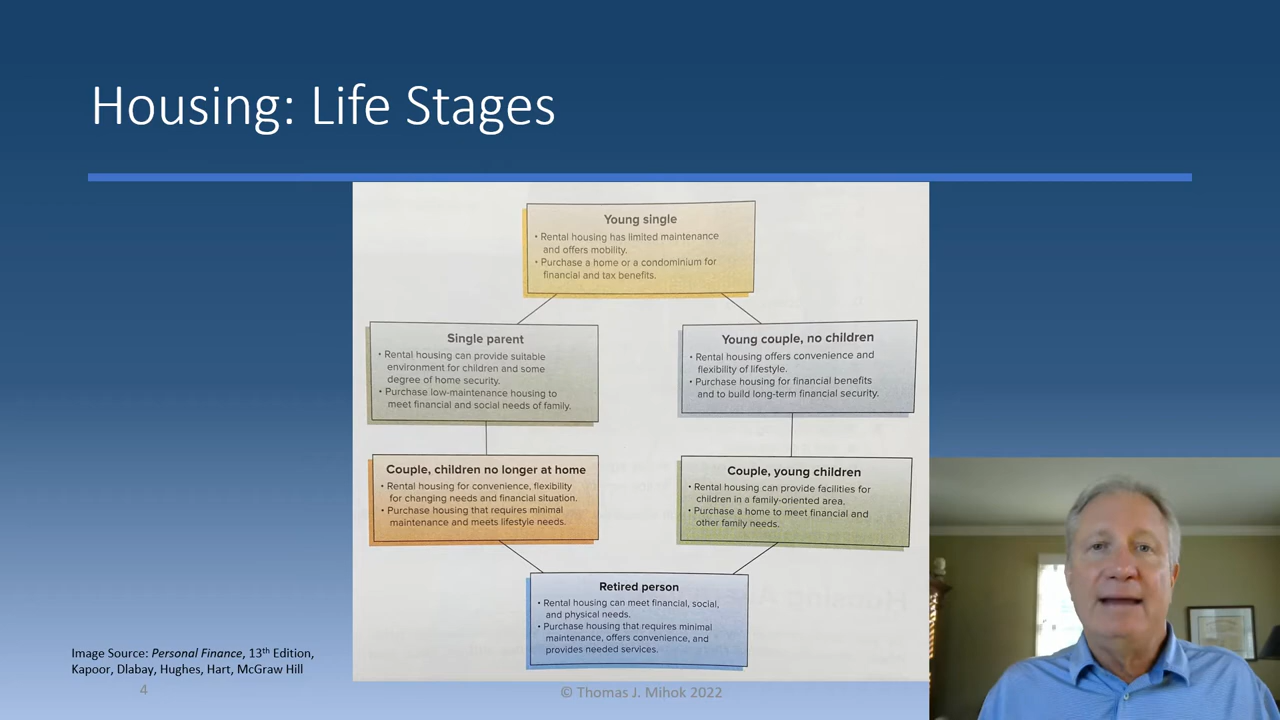 Housing: Life Stages
Young single
• Rental housing has limited maintenance
and offers mobility.
• Purchase a home or a condominium for
financial and tax benefits.
Single parent
• Rental housing can provide suitable
environment for children and some
degree of home security.
• Purchase low-maintenance housing to
meet financial and social needs of family.
Young couple, no children
• Rental housing offers convenience and
flexibility of lifestyle.
• Purchase housing for financial benefits
and to build long-term financial security.
Couple, children no longer at home
• Rental housing for convenience, flexibility
for changing needs and financial situation.
• Purchase housing that requires minimal
maintenance and meets lifestyle needs.
Couple, young children
• Rental housing can provide facilities for
children in a family-oriented area.
• Purchase a home to meet financial and
other family needs.
Retired person
• Rental housing can meet financial, social,
and physical needs.
• Purchase housing that requires minimal
maintenance, offers convenience, and
provides needed services.
Image Source: Personal Finance, 13th Edition,
Kapoor, Dlabay, Hughes, Hart, McGraw Hill
4
© Thomas J. Mihok 2022